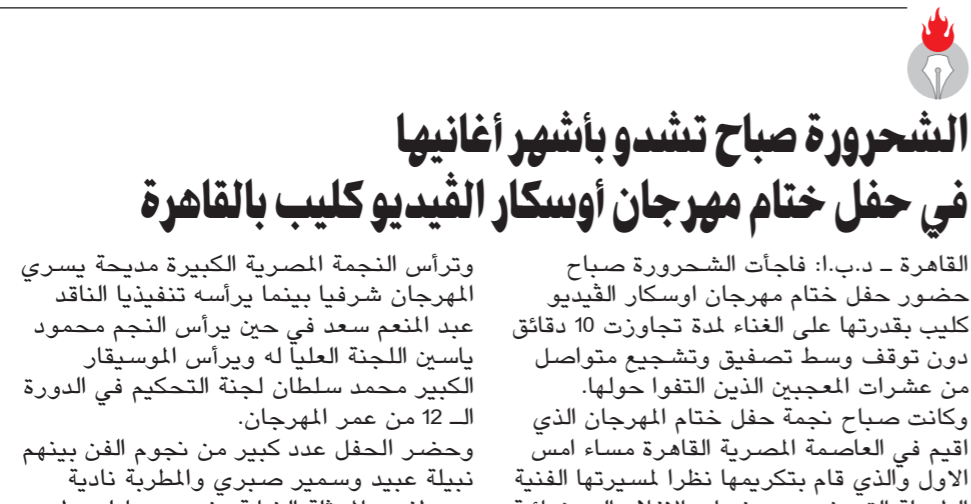 الشحرورة صباح تشدو بأشهر أغانيها
في حفل ختام مهرجان أوسكار الڤيديو كليب بالقاهرة
القاهرة ـ د.ب.ا: فاجأت الشحرورة صباح
حضور حفل ختام مهرجان اوسكار الڤيديو
كليب بقدرتها على الغناء لمدة تجاوزت 10 دقائق
دون توقف وسط تصفيق وتشجيع متواصل
من عشرات المعجبين الذين التفوا حولها.
وكانت صباح نجمة حفل ختام المهرجان الذي
اقيم في العاصمة المصرية القاهرة مساء امس
الاول والذي قام بتكريمها نظرا لمسيرتها الفنية
وترأس النجمة المصرية الكبيرة مديحة يسري
المهرجان شرفيا بينما يرأسه تنفيذيا الناقد
عبد المنعم سعد في حين يرأس النجم محمود
ياسين اللجنة العليا له ويرأس الموسيقار
الكبير محمد سلطان لجنة التحكيم في الدورة
الـ 12 من عمر المهرجان.
وحضر الحفل عدد كبير من نجوم الفن بينهم
نبيلة عبيد وسمير صبري والمطربة نادية